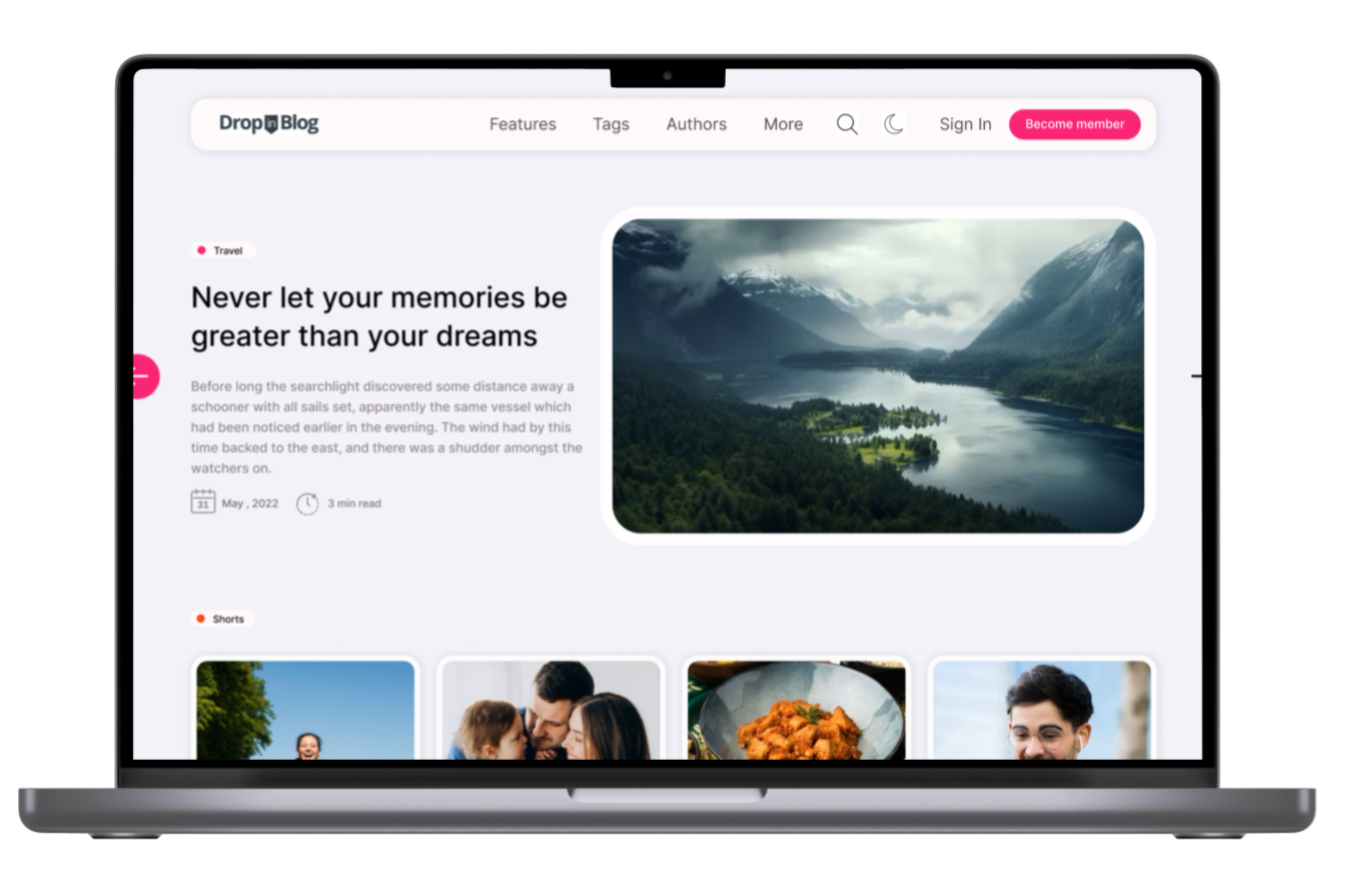 DropinBlog
Features
Tags
Authors
More
Sign In
Become member
Travel
Never let your memories be
greater than your dreams
Before long the searchlight discovered some distance away a
schooner with all sails set, apparently the same vessel which
had been noticed earlier in the evening. The wind had by this
time backed to the east, and there was a shudder amongst the
watchers on.
31 May , 2022
3 min read
Shorts